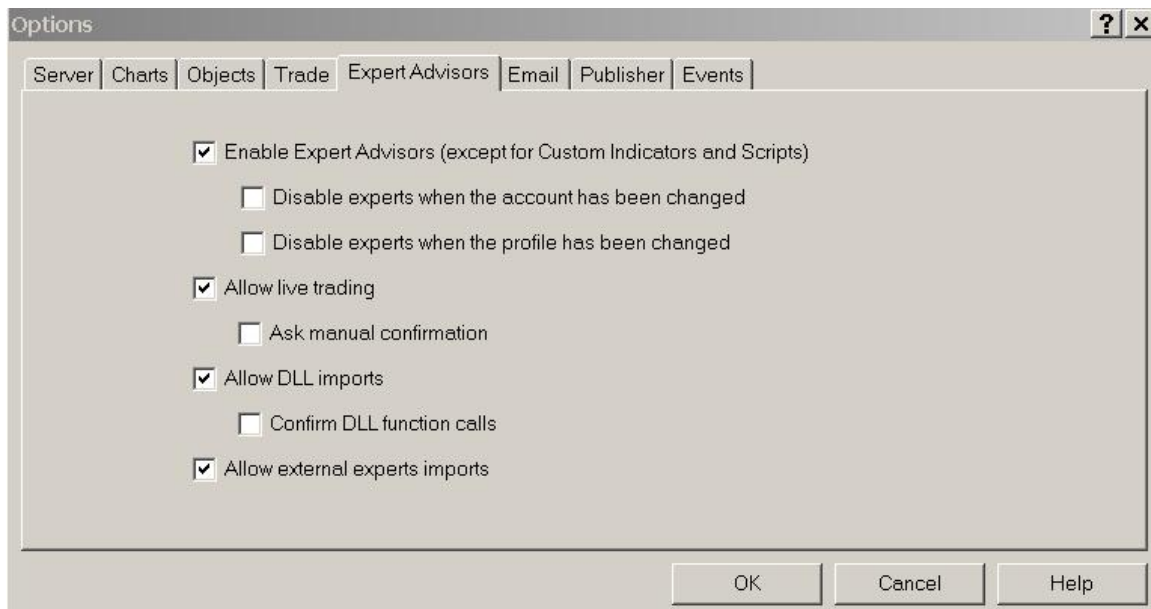 Options
Server Charts Objects Trade Expert Advisors Email Publisher Events
Enable Expert Advisors (except for Custom Indicators and Scripts)
Disable experts when the account has been changed
Disable experts when the profile has been changed
Allow live trading
Ask manual confirmation
Allow DLL imports
Confirm DLL function calls
Allow external experts imports
OK Cancel Help